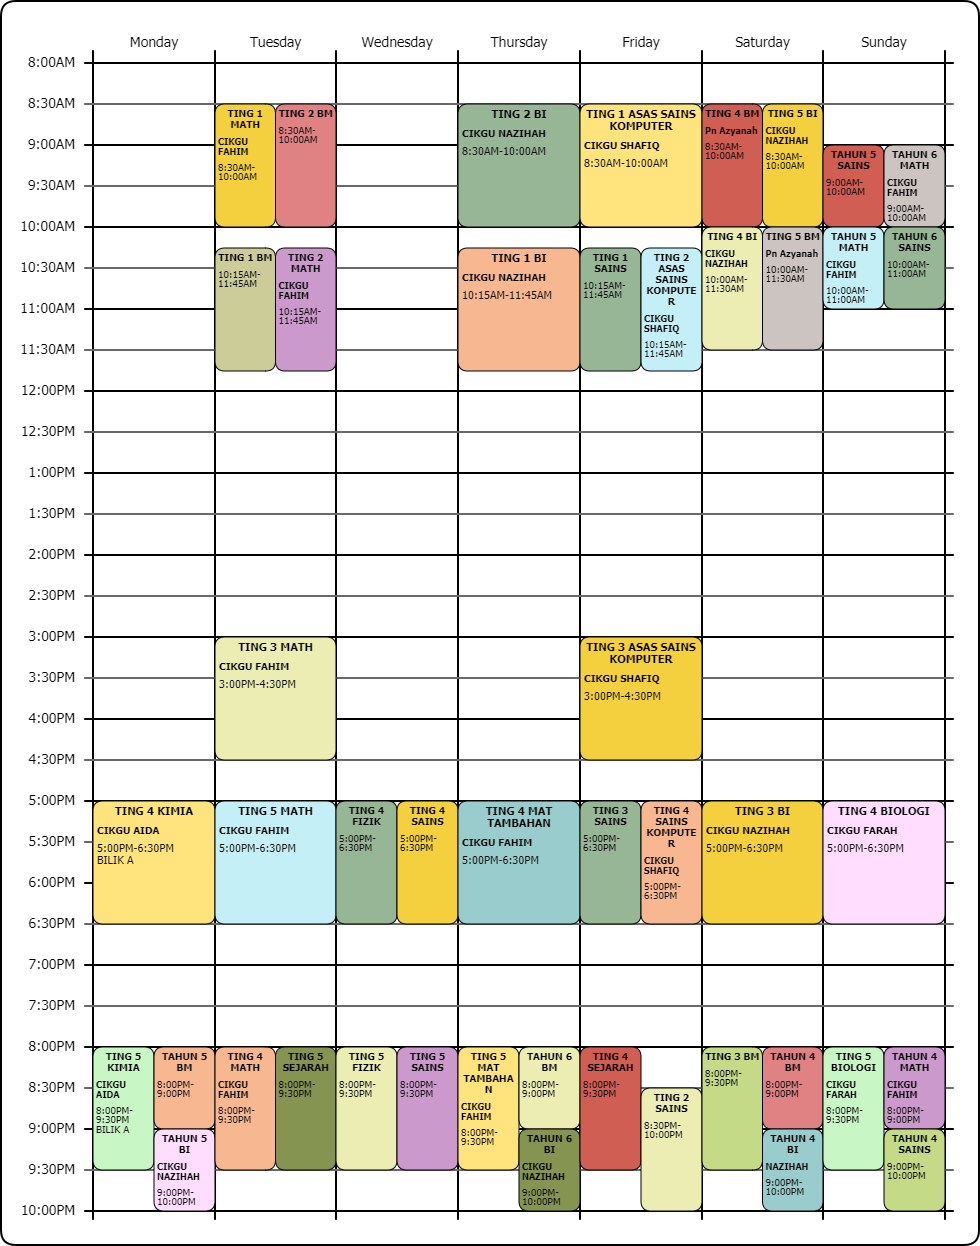 Monday Tuesday Wednesday Thursday Friday Saturday Sunday
8:00AM
8:30AM
9:00AM
9:30AM
10:00AM
10:30AM
11:00AM
11:30AM
12:00PM
12:30PM
1:00PM
1:30PM
2:00PM
2:30PM
3:00PM
3:30PM
4:00PM
4:30PM
5:00PM
5:30PM
6:00PM
6:30PM
7:00PM
7:30PM
8:00PM
8:30PM
9:00PM
9:30PM
10:00PM
TING 4 KIMIA
CIKGU AIDA
5:00PM-6:30PM
BILIK A
TING 5
KIMIA
CIKGU
AIDA
8:00PM-
9:30PM
BILIK A
TAHUN 5
BM
8:00PM-
9:00PM
TAHUN 5
BI
CIKGU
NAZIHAH
9:00PM-
10:00PM
TING 1
MATH
CIKGU
FAHIM
8:30AM-
10:00AM
TING 2 BM
8:30AM-
10:00AM
TING 1 BM
10:15AM-
11:45AM
TING 2
MATH
CIKGU
FAHIM
10:15AM-
11:45AM
TING 3 MATH
CIKGU FAHIM
3:00PM-4:30PM
TING 5 MATH
CIKGU FAHIM
5:00PM-6:30PM
TING 4
MATH
CIKGU
FAHIM
8:00PM-
9:30PM
TING 5
SEJARAH
8:00PM-
9:30PM
TING 4
FIZIK
5:00PM-
6:30PM
TING 4
SAINS
5:00PM-
6:30PM
TING 5
FIZIK
8:00PM-
9:30PM
TING 5
SAINS
8:00PM-
9:30PM
TING 2 BI
CIKGU NAZIHAH
8:30AM-10:00AM
TING 1 BI
CIKGU NAZIHAH
10:15AM-11:45AM
TING 4 MAT
TAMBAHAN
CIKGU FAHIM
5:00PM-6:30PM
TING 5
MAT
TAMBAHA
N
CIKGU
FAHIM
8:00PM-
9:30PM
TAHUN 6
BM
8:00PM-
9:00PM
TAHUN 6
BI
CIKGU
NAZIHAH
9:00PM-
10:00PM
TING 1 ASAS SAINS
KOMPUTER
CIKGU SHAFIQ
8:30AM-10:00AM
TING 1
SAINS
10:15AM-
11:45AM
TING 2
ASAS
SAINS
KOMPUTE
R
CIKGU
SHAFIQ
10:15AM-
11:45AM
TING 3 ASAS SAINS
KOMPUTER
CIKGU SHAFIQ
3:00PM-4:30PM
TING 3
SAINS
5:00PM-
6:30PM
TING 4
SAINS
KOMPUTE
R
CIKGU
SHAFIQ
5:00PM-
6:30PM
TING 4
SEJARAH
8:00PM-
9:30PM
TING 2
SAINS
8:30PM-
10:00PM
TING 4 BM
Pn Azyanah
8:30AM-
10:00AM
TING 5 BI
CIKGU
NAZIHAH
8:30AM-
10:00AM
TING 4 BI
CIKGU
NAZIHAH
10:00AM-
11:30AM
TING 5 BM
Pn Azyanah
10:00AM-
11:30AM
TING 3 BI
CIKGU NAZIHAH
5:00PM-6:30PM
TING 3 BM
8:00PM-
9:30PM
TAHUN 4
BM
8:00PM-
9:00PM
TAHUN 4
BI
NAZIHAH
9:00PM-
10:00PM
TAHUN 5
SAINS
9:00AM-
10:00AM
TAHUN 6
MATH
CIKGU
FAHIM
9:00AM-
10:00AM
TAHUN 5
MATH
CIKGU
FAHIM
10:00AM-
11:00AM
TAHUN 6
SAINS
10:00AM-
11:00AM
TING 4 BIOLOGI
CIKGU FARAH
5:00PM-6:30PM
TING 5
BIOLOGI
CIKGU
FARAH
8:00PM-
9:30PM
TAHUN 4
MATH
CIKGU
FAHIM
8:00PM-
9:00PM
TAHUN 4
SAINS
9:00PM-
10:00PM